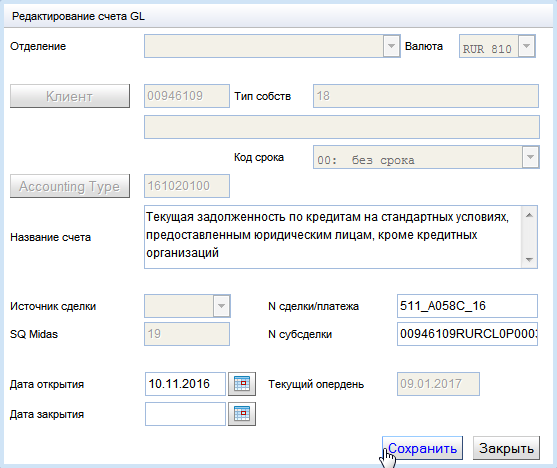 Редактирование счета GL
Отделение
Валюта
RUR 810
Клиент
00946109
Тип собств
18
Код срока
00: без срока
Accounting Type
161020100
Название счета
Текущая задолженность по кредитам на стандартных условиях,
предоставленным юридическим лицам, кроме кредитных
организаций
Источник сделки
N сделки/платежа
511_A058C_16
SQ Midas
19
N субсделки
00946109RURCL0P0003
Дата открытия
10.11.2016
Текущий опердень
09.01.2017
Дата закрытия
Сохранить
Закрыть